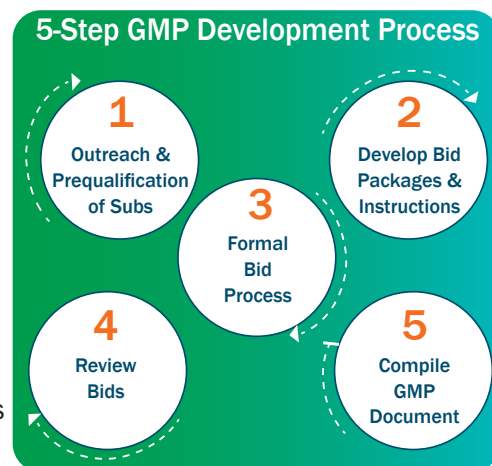 5-Step GMP Development Process
1
Outreach &
Prequalification
of Subs
2
Develop Bid
Packages &
Instructions
3
Formal
Bid
Process
4
Review
Bids
5
Compile
GMP
Document
s